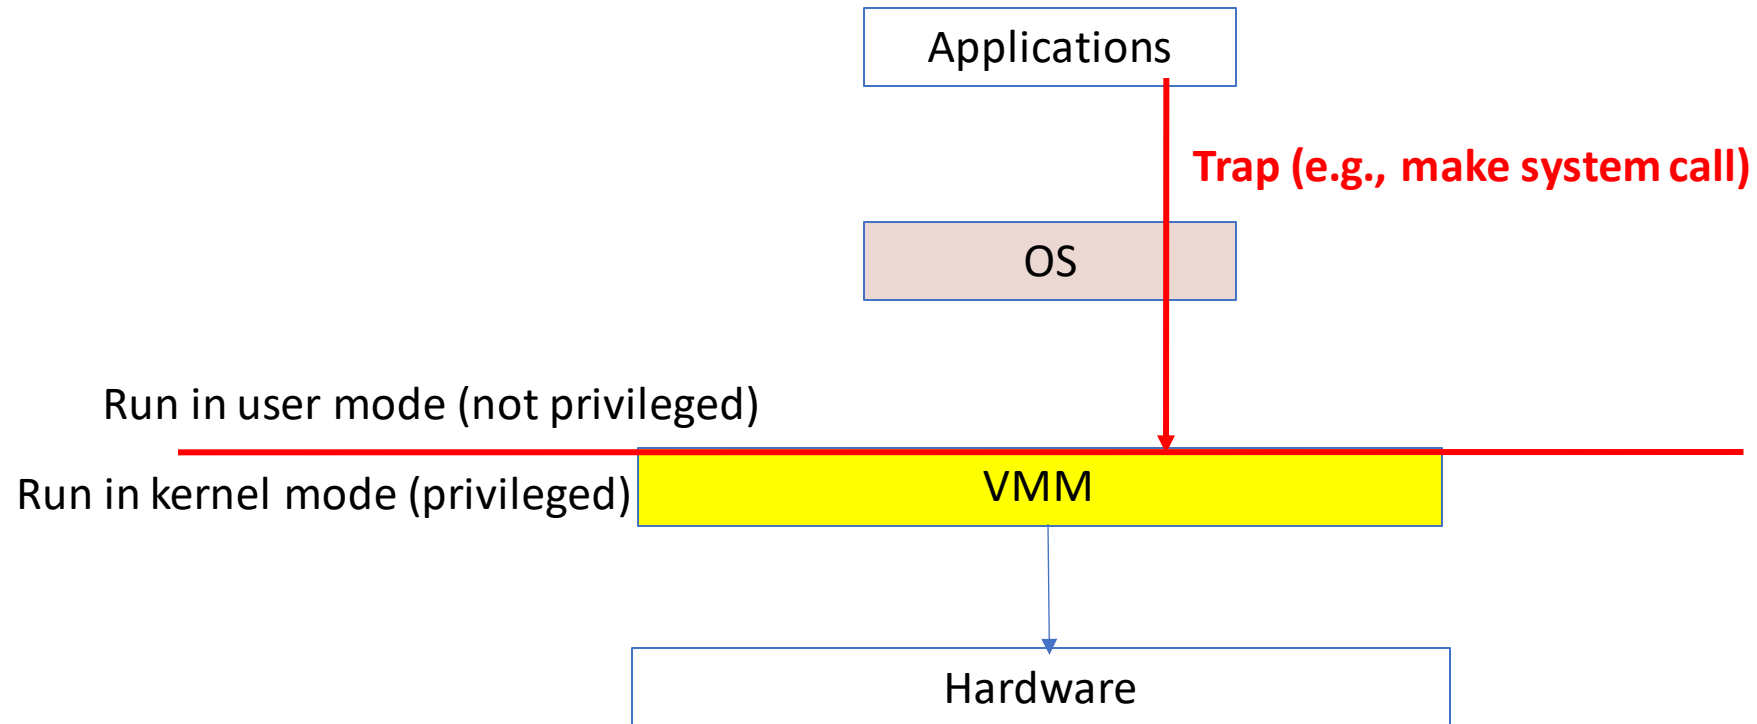 Applications
Trap (e.g., make system call)
OS
Run in user mode (not privileged)
Run in kernel mode (privileged)
VMM
Hardware